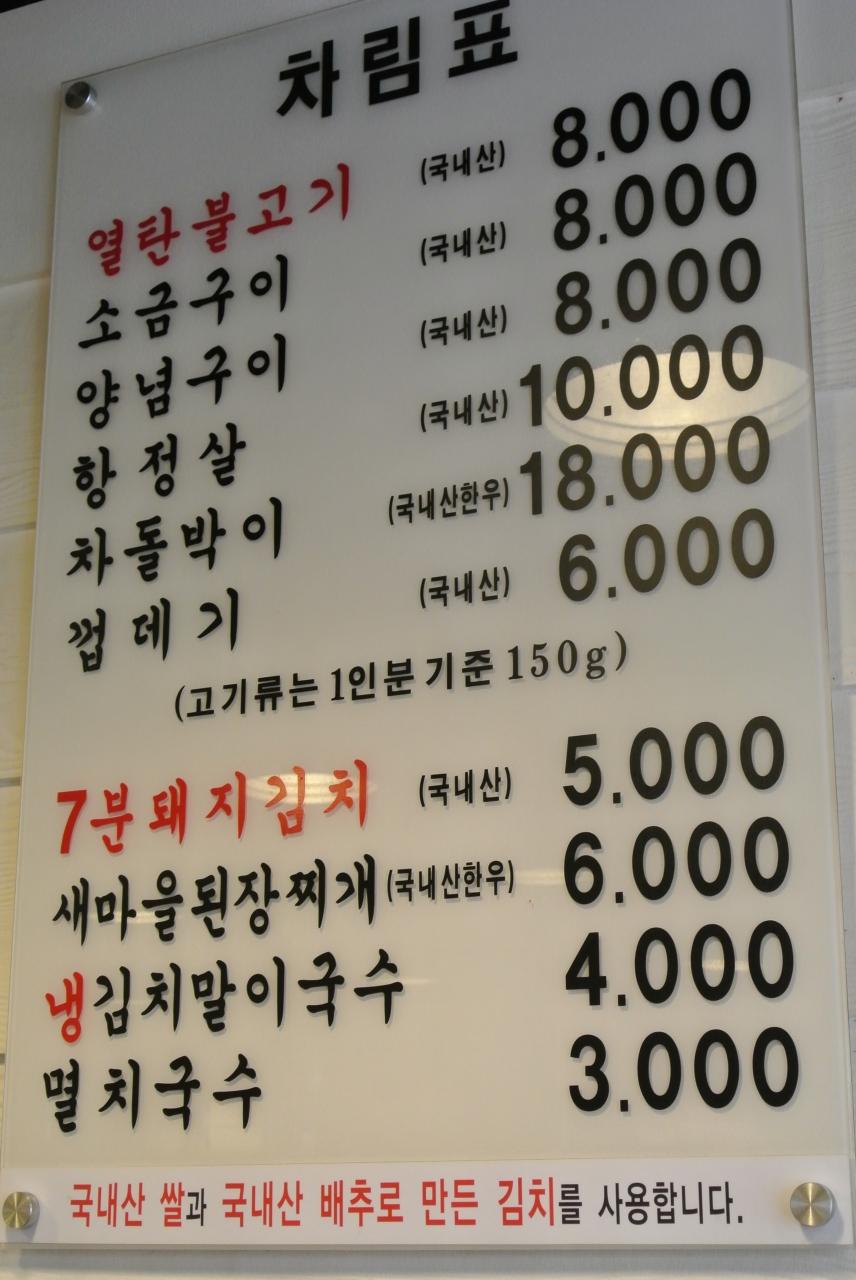 차림표
열탄불고기 (국내산) 8.000
소금구이 (국내산) 8.000
양념구이 (국내산) 8.000
항정살 (국내산) 10.000
차돌박이 (국내산한우) 18.000
껍데기 (국내산) 6.000
(고기류는 1인분 기준 150g)
7분돼지김치 (국내산) 5.000
새마을된장찌개 (국내산한우) 6.000
냉김치말이국수 4.000
멸치국수 3.000
국내산 쌀과 국내산 배추로 만든 김치를 사용합니다.